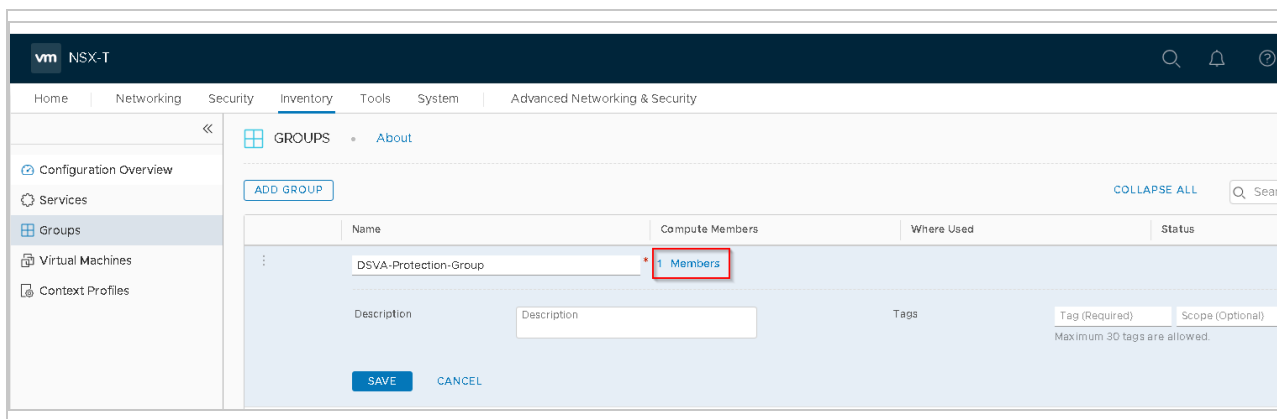 vm NSX-T
Home Networking Security Inventory Tools System Advanced Networking & Security
«
GROUPS • About
Configuration Overview
ADD GROUP COLLAPSE ALL Sear
Services
Name Compute Members Where Used Status
Groups
Virtual Machines
DSVA-Protection-Group * 1 Members
Context Profiles
Description Description Tags Tag (Required) Scope (Optional)
Maximum 30 tags are allowed.
SAVE CANCEL